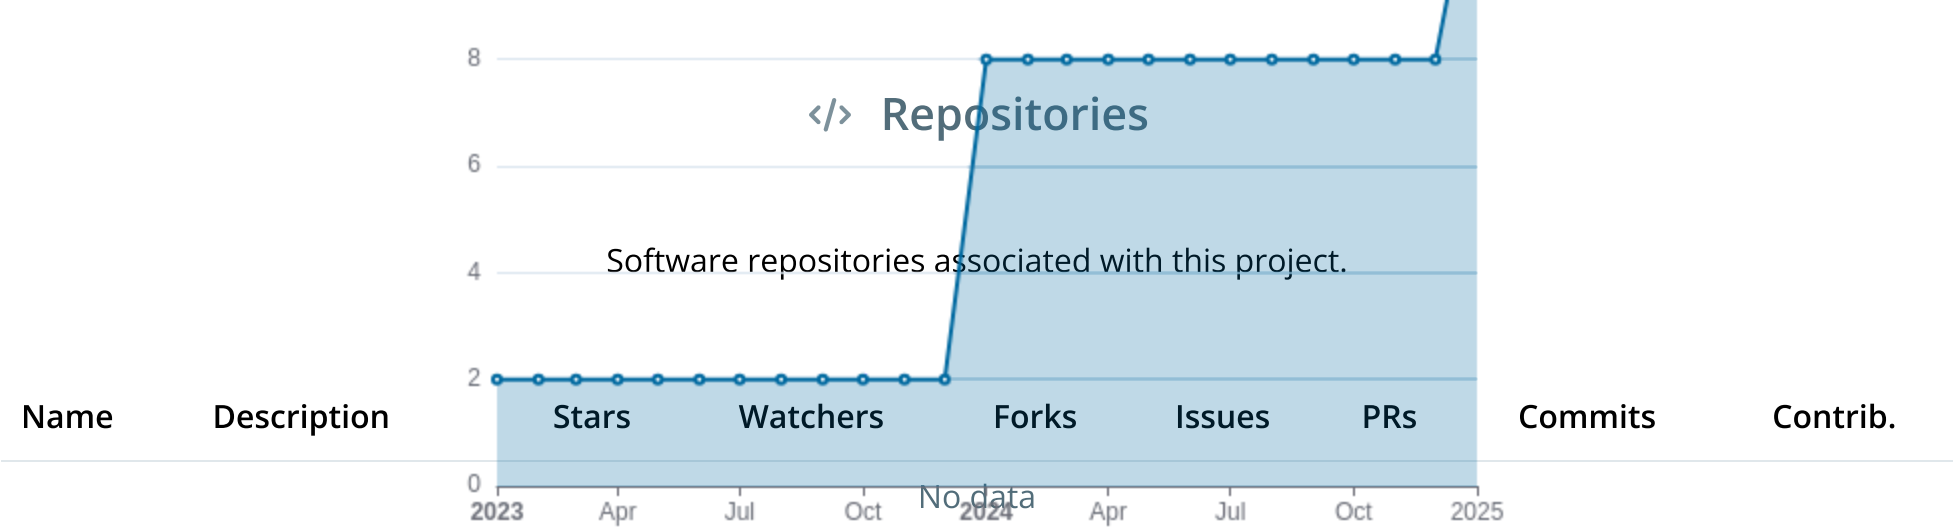 8
Repositories
6
Software repositories associated with this project.
4
2
Name Description Stars Watchers Forks Issues PRs Commits Contrib.
0
No data
2023 Apr Jul Oct 2024 Apr Jul Oct 2025